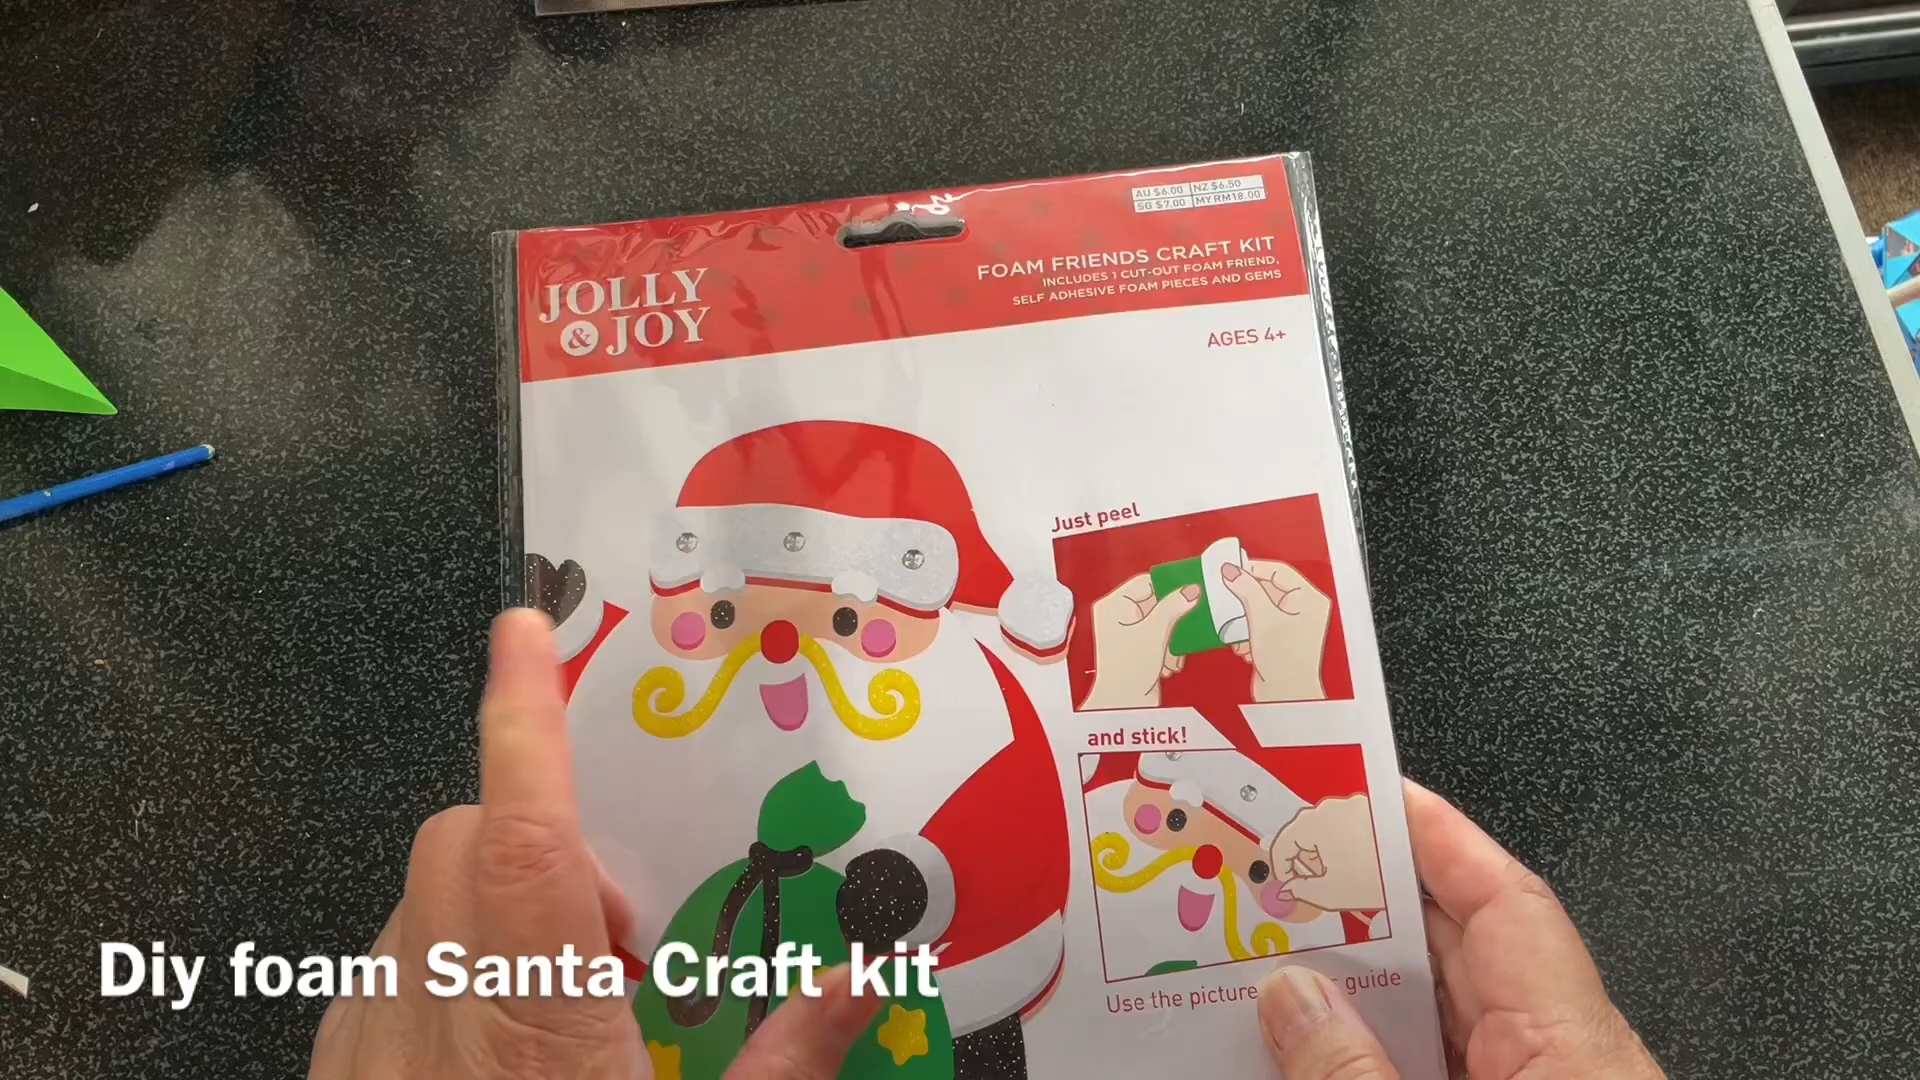 AU $6.00 NZ $6.50
SG $7.00 MY RM18.00
JOLLY
& JOY
FOAM FRIENDS CRAFT KIT
INCLUDES 1 CUT-OUT FOAM FRIEND,
SELF ADHESIVE FOAM PIECES AND GEMS
AGES 4+
Just peel
and stick!
Use the picture guide
Diy foam Santa Craft kit